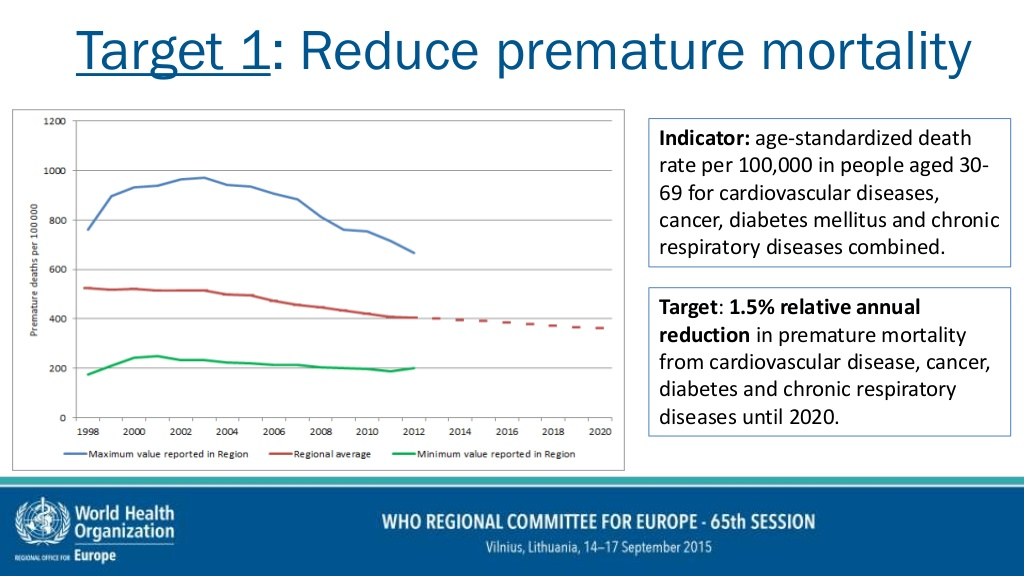 Target 1: Reduce premature mortality
1200
1000
800
600
400
200
0
Premature deaths per 100 000
1998 2000 2002 2004 2006 2008 2010 2012 2014 2016 2018 2020
Maximum value reported in Region Regional average Minimum value reported in Region
Indicator: age-standardized death
rate per 100,000 in people aged 30-
69 for cardiovascular diseases,
cancer, diabetes mellitus and chronic
respiratory diseases combined.
Target: 1.5% relative annual
reduction in premature mortality
from cardiovascular disease, cancer,
diabetes and chronic respiratory
diseases until 2020.
World Health
Organization
REGIONAL OFFICE FOR Europe
WHO REGIONAL COMMITTEE FOR EUROPE - 65th SESSION
Vilnius, Lithuania, 14–17 September 2015